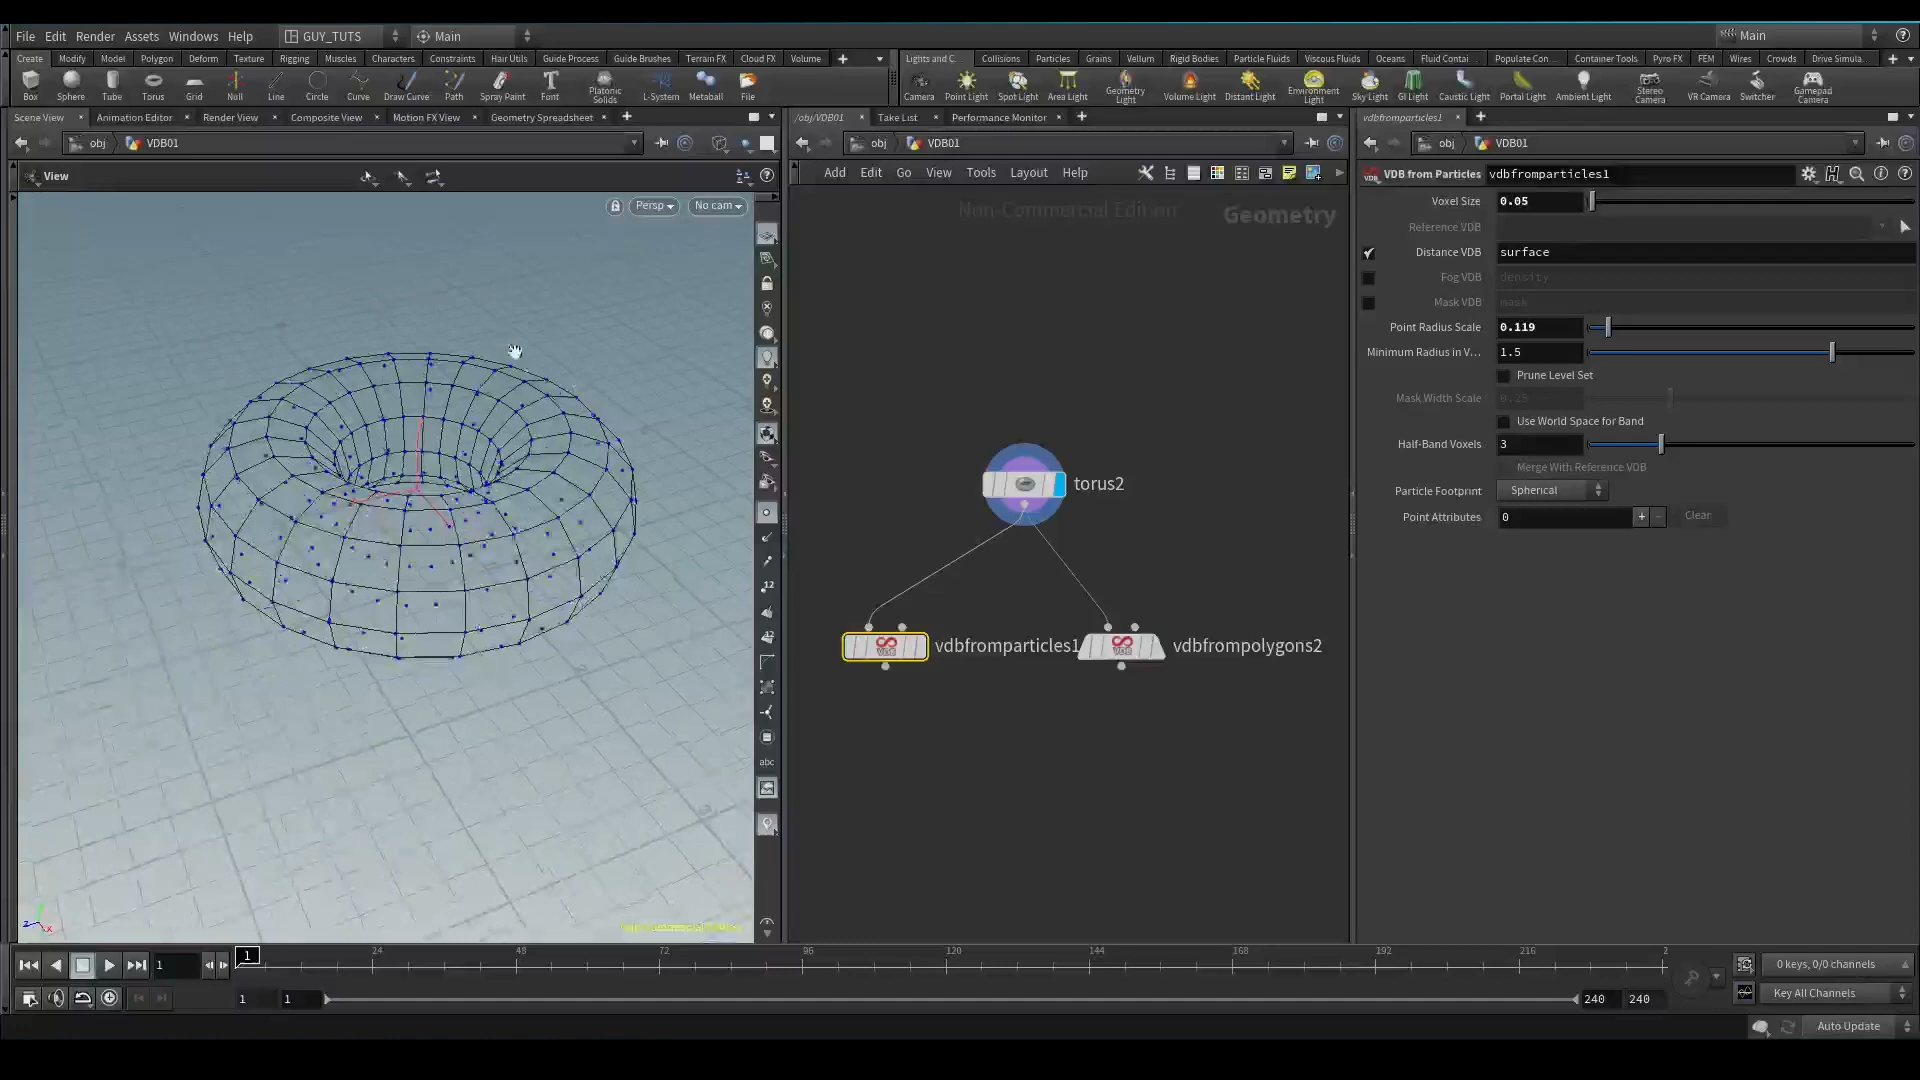 File Edit Render Assets Windows Help GUY_TUTS Main Main
Create Modify Model Polygon Deform Texture Rigging Muscles Characters Constraints Hair Utils Guide Process Guide Brushes Terrain FX Cloud FX Volume
Lights and C... Collisions Particles Grains Vellum Rigid Bodies Particle Fluids Viscous Fluids Oceans Fluid Contai... Populate Con... Container Tools Pyro FX FEM Wires Crowds Drive Simula...
Box Sphere Tube Torus Grid Null Line Circle Curve Draw Curve Path Spray Paint Font Platonic Solids L-System Metaball File
Camera Point Light Spot Light Area Light Geometry Light Volume Light Distant Light Environment Light Sky Light GI Light Caustic Light Portal Light Ambient Light Stereo Camera VR Camera Switcher Gamepad Camera
Scene View Animation Editor Render View Composite View Motion FX View Geometry Spreadsheet
/obj/VDB01 Take List Performance Monitor
vdbfromparticles1
obj VDB01
obj VDB01
obj VDB01
View
Add Edit Go View Tools Layout Help
VDB from Particles vdbfromparticles1
Persp No cam
Non-Commercial Edition Geometry
Voxel Size 0.05
Reference VDB
Distance VDB surface
Fog VDB density
Mask VDB mask
Point Radius Scale 0.119
Minimum Radius in V... 1.5
Prune Level Set
Mask Width Scale 0.25
Use World Space for Band
Half-Band Voxels 3
Merge With Reference VDB
Particle Footprint Spherical
Point Attributes 0 + - Clear
torus2
vdbfromparticles1
vdbfrompolygons2
12
abc
z x
1 1 24 48 72 96 120 144 168 192 216 2
0 keys, 0/0 channels
1 1 240 240
Key All Channels
Auto Update